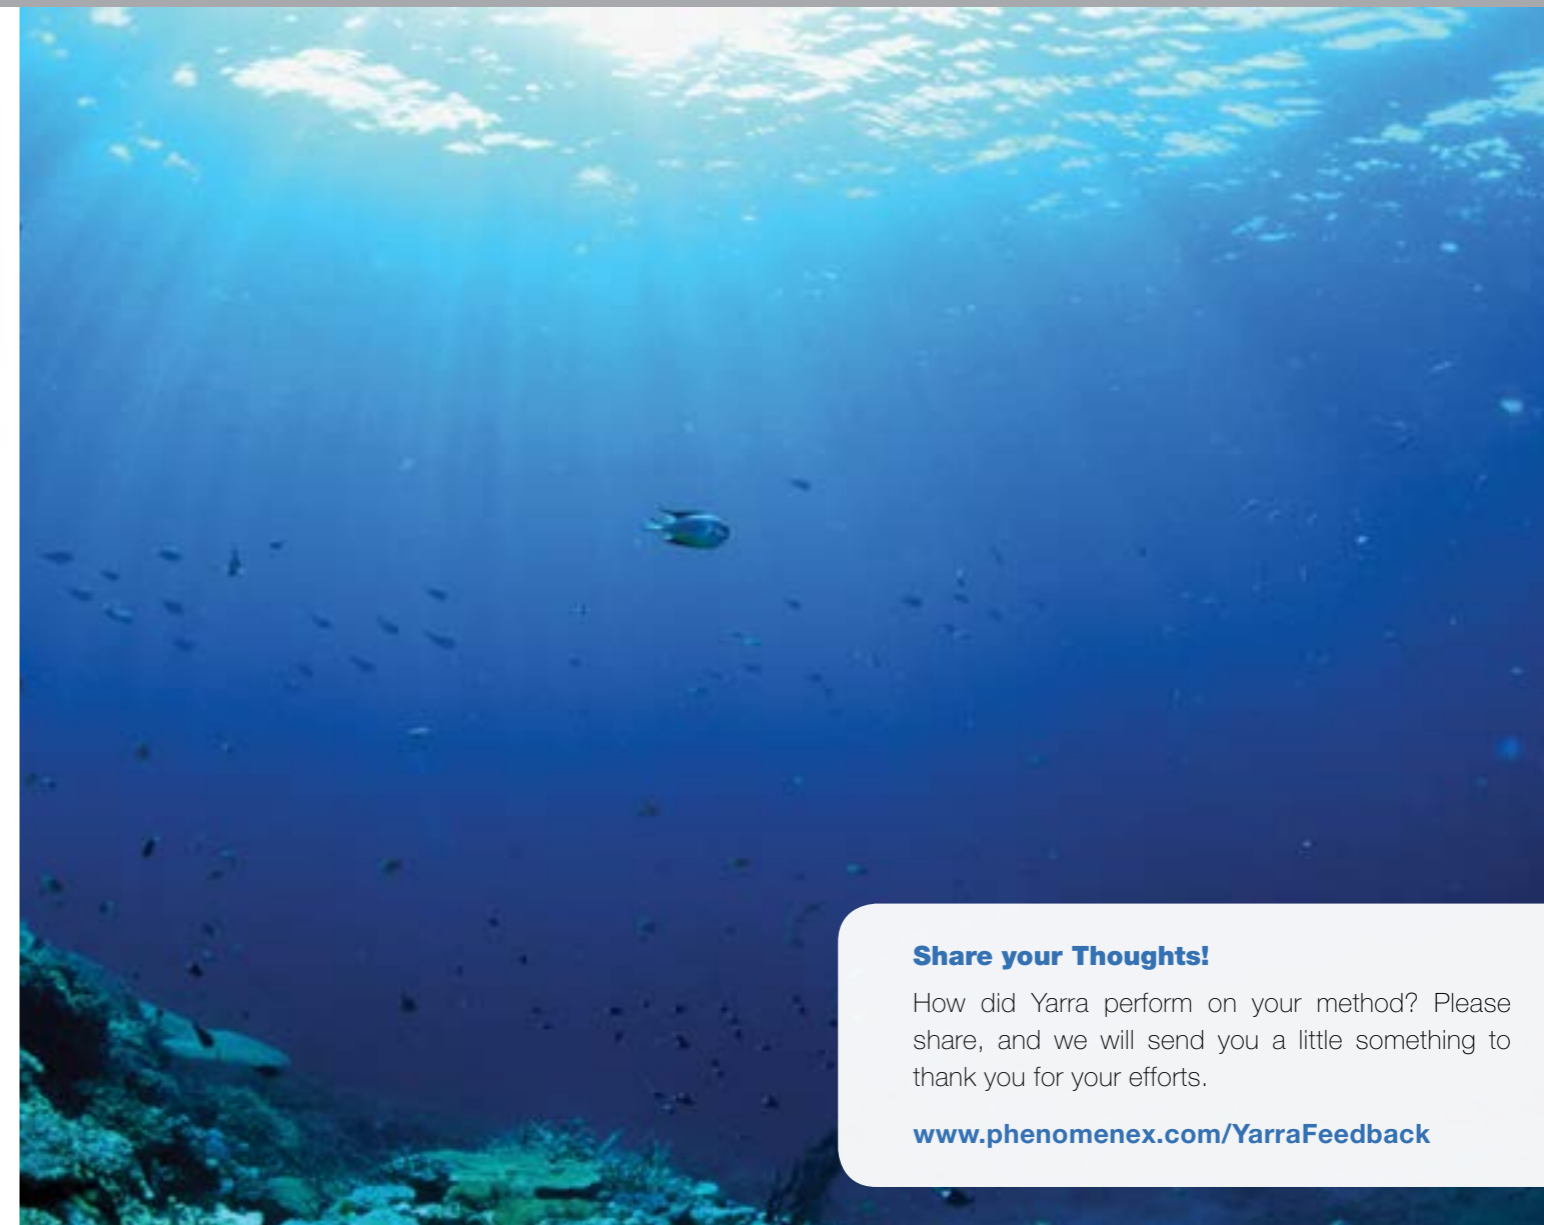 Share your Thoughts!
How did Yarra perform on your method? Please
share, and we will send you a little something to
thank you for your efforts.
www.phenomenex.com/YarraFeedback